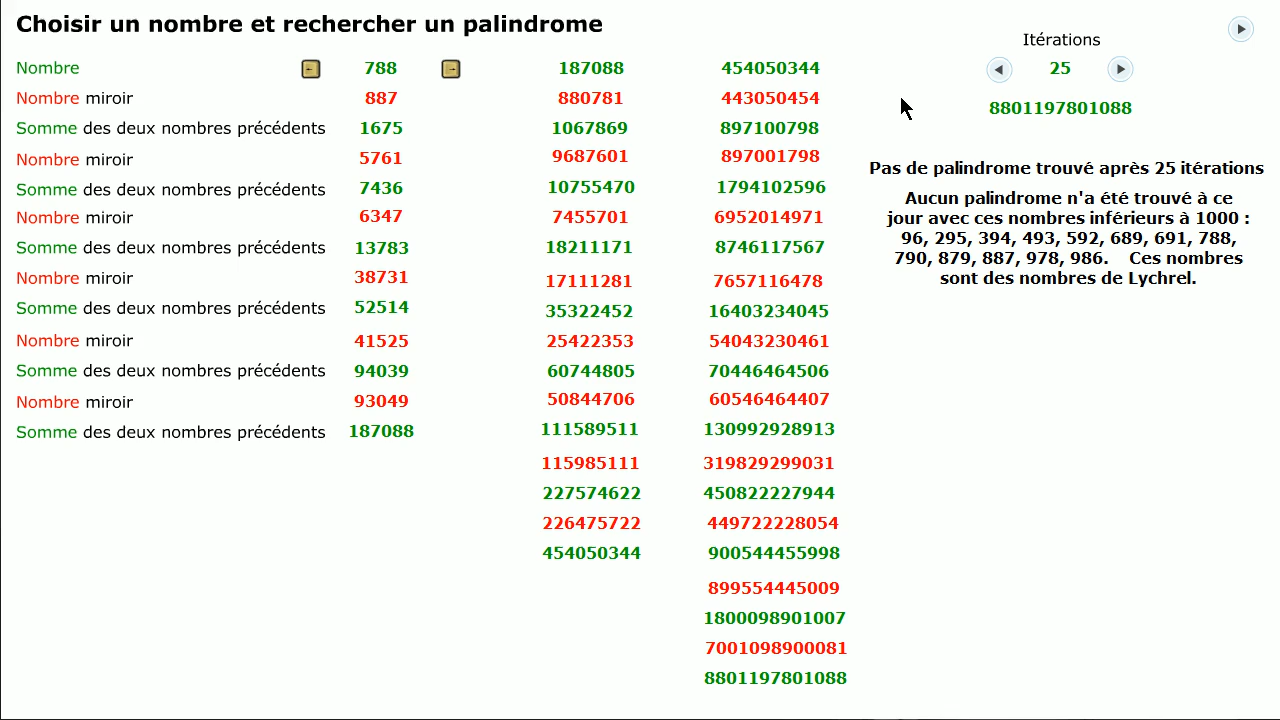 Choisir un nombre et rechercher un palindrome
Nombre 788
Nombre miroir 887
Somme des deux nombres précédents 1675
Nombre miroir 5761
Somme des deux nombres précédents 7436
Nombre miroir 6347
Somme des deux nombres précédents 13783
Nombre miroir 38731
Somme des deux nombres précédents 52514
Nombre miroir 41525
Somme des deux nombres précédents 94039
Nombre miroir 93049
Somme des deux nombres précédents 187088
187088
880781
1067869
9687601
10755470
7455701
18211171
17111281
35322452
25422353
60744805
50844706
111589511
115985111
227574622
226475722
454050344
454050344
443050454
897100798
897001798
1794102596
6952014971
8746117567
7657116478
16403234045
54043230461
70446464506
60546464407
130992928913
319829299031
450822227944
449722228054
900544455998
899554445009
1800098901007
7001098900081
8801197801088
Itérations
25
8801197801088
Pas de palindrome trouvé après 25 itérations
Aucun palindrome n'a été trouvé à ce
jour avec ces nombres inférieurs à 1000 :
96, 295, 394, 493, 592, 689, 691, 788,
790, 879, 887, 978, 986. Ces nombres
sont des nombres de Lychrel.